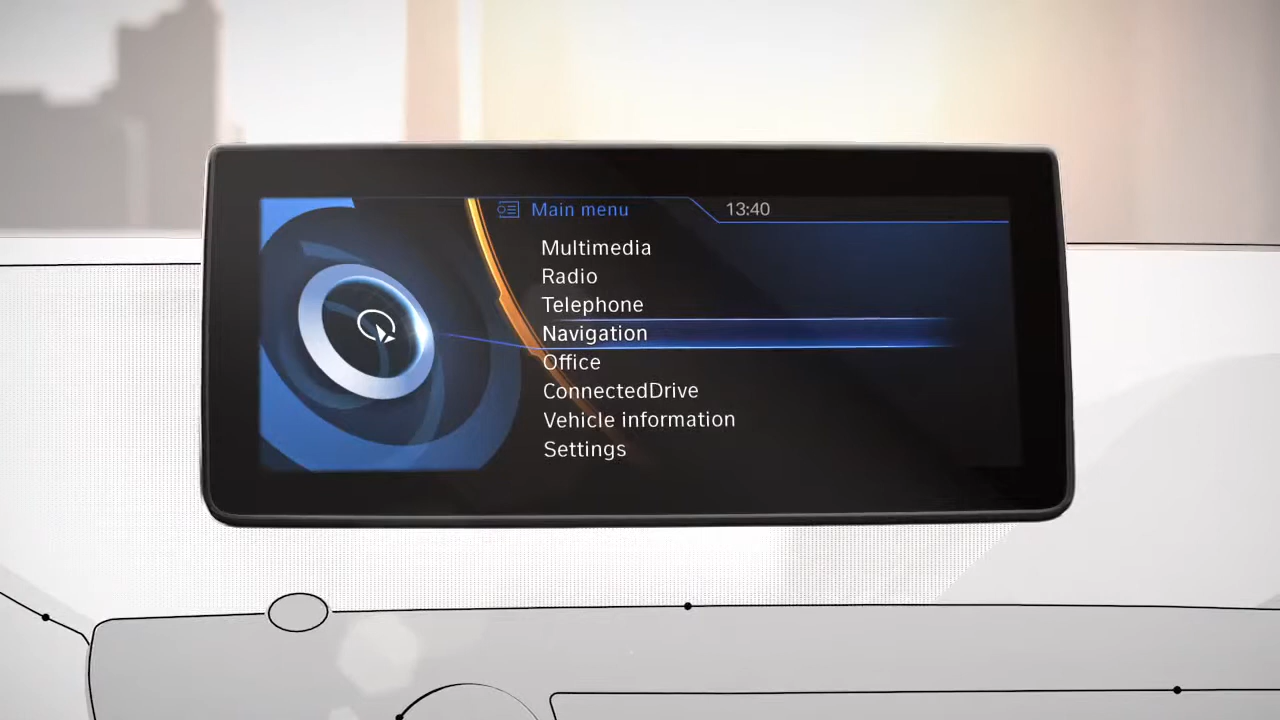 Main menu
13:40
Multimedia
Radio
Telephone
Navigation
Office
ConnectedDrive
Vehicle information
Settings